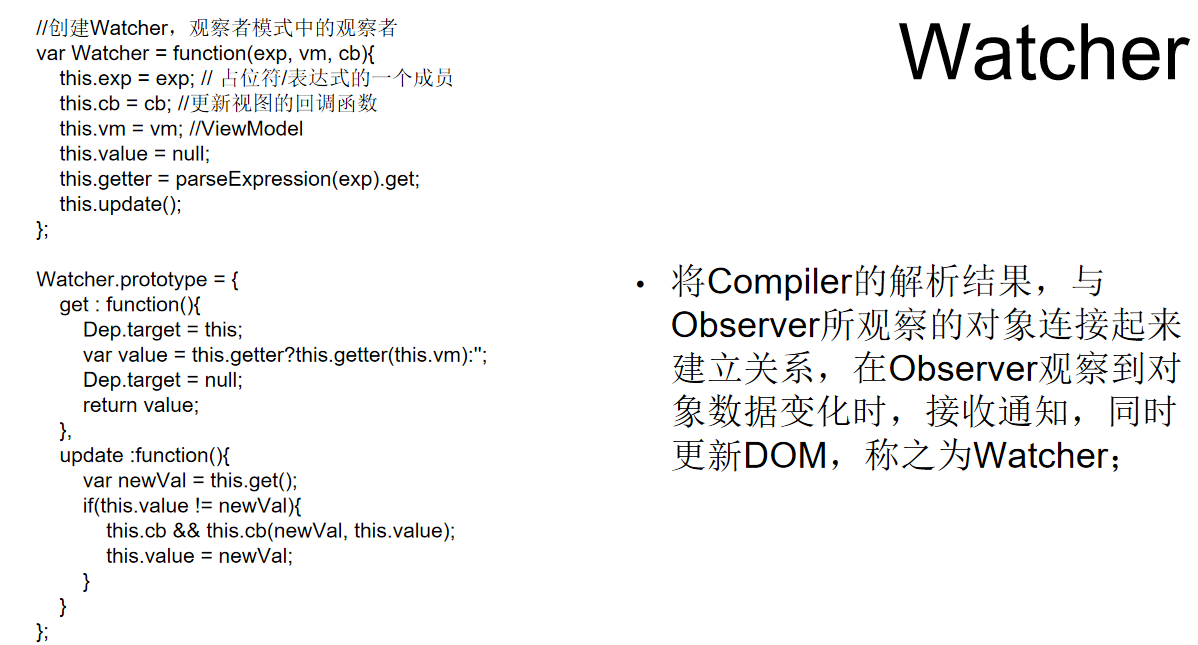 //创建Watcher，观察者模式中的观察者
var Watcher = function(exp, vm, cb){
this.exp = exp; // 占位符/表达式的一个成员
this.cb = cb; //更新视图的回调函数
this.vm = vm; //ViewModel
this.value = null;
this.getter = parseExpression(exp).get;
this.update();
};
Watcher.prototype = {
get : function(){
Dep.target = this;
var value = this.getter?this.getter(this.vm):'';
Dep.target = null;
return value;
},
update :function(){
var newVal = this.get();
if(this.value != newVal){
this.cb && this.cb(newVal, this.value);
this.value = newVal;
}
}
};
Watcher
• 将Compiler的解析结果，与
Observer所观察的对象连接起来
建立关系，在Observer观察到对
象数据变化时，接收通知，同时
更新DOM，称之为Watcher；